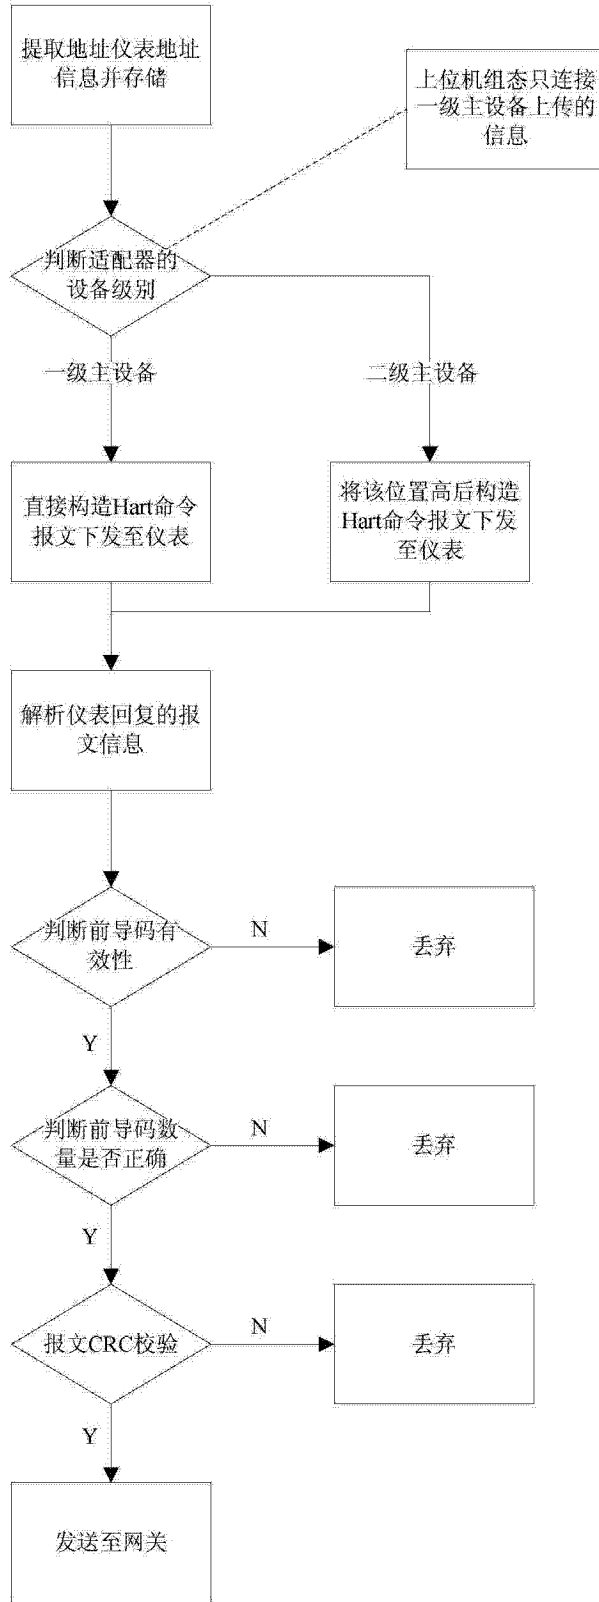 提取地址仪表地址
信息并存储
上位机组态只连接
一级主设备上传的
信息
判断适配器的
设备级别
一级主设备
二级主设备
直接构造Hart命令
报文下发至仪表
将该位置高后构造
Hart命令报文下发
至仪表
解析仪表回复的报
文信息
判断前导码有
效性
N
丢弃
Y
判断前导码数
量是否正确
N
丢弃
Y
报文CRC校验
N
丢弃
Y
发送至网关